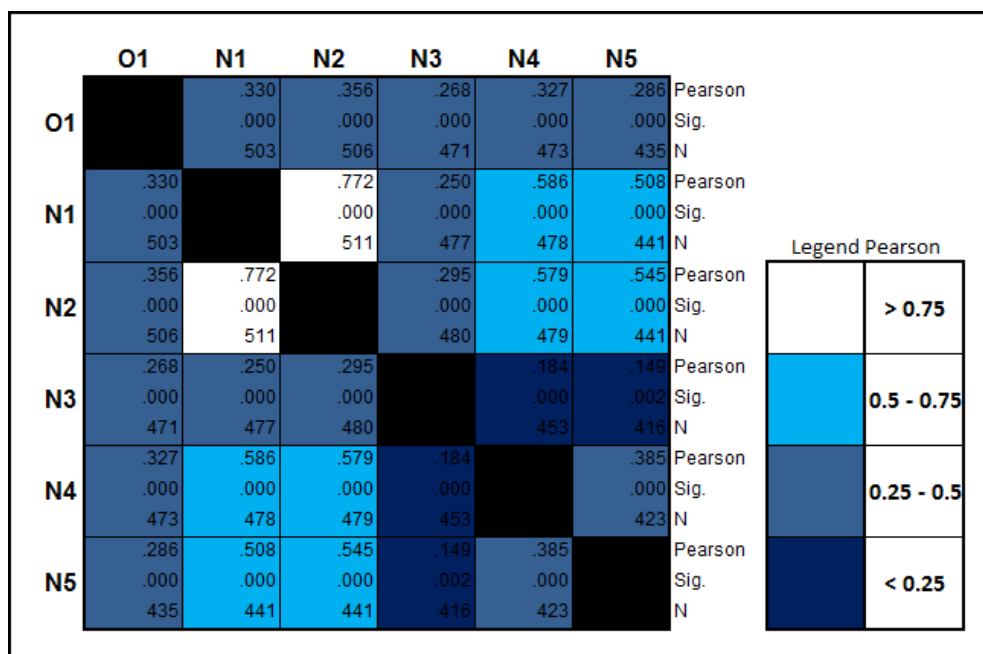 O1 N1 N2 N3 N4 N5
.330 .356 .268 .327 .286 Pearson
O1 .000 .000 .000 .000 .000 Sig.
503 506 471 473 435 N
.330 .772 .250 .586 .508 Pearson
N1 .000 .000 .000 .000 .000 Sig.
503 511 477 478 441 N
.356 .772 .295 .579 .545 Pearson
N2 .000 .000 .000 .000 .000 Sig.
506 511 480 479 441 N
.268 .250 .295 .184 .149 Pearson
N3 .000 .000 .000 .000 .002 Sig.
471 477 480 453 416 N
.327 .586 .579 .184 .385 Pearson
N4 .000 .000 .000 .000 .000 Sig.
473 478 479 453 423 N
.286 .508 .545 .149 .385 Pearson
N5 .000 .000 .000 .002 .000 Sig.
435 441 441 416 423 N
Legend Pearson
> 0.75
0.5 - 0.75
0.25 - 0.5
< 0.25